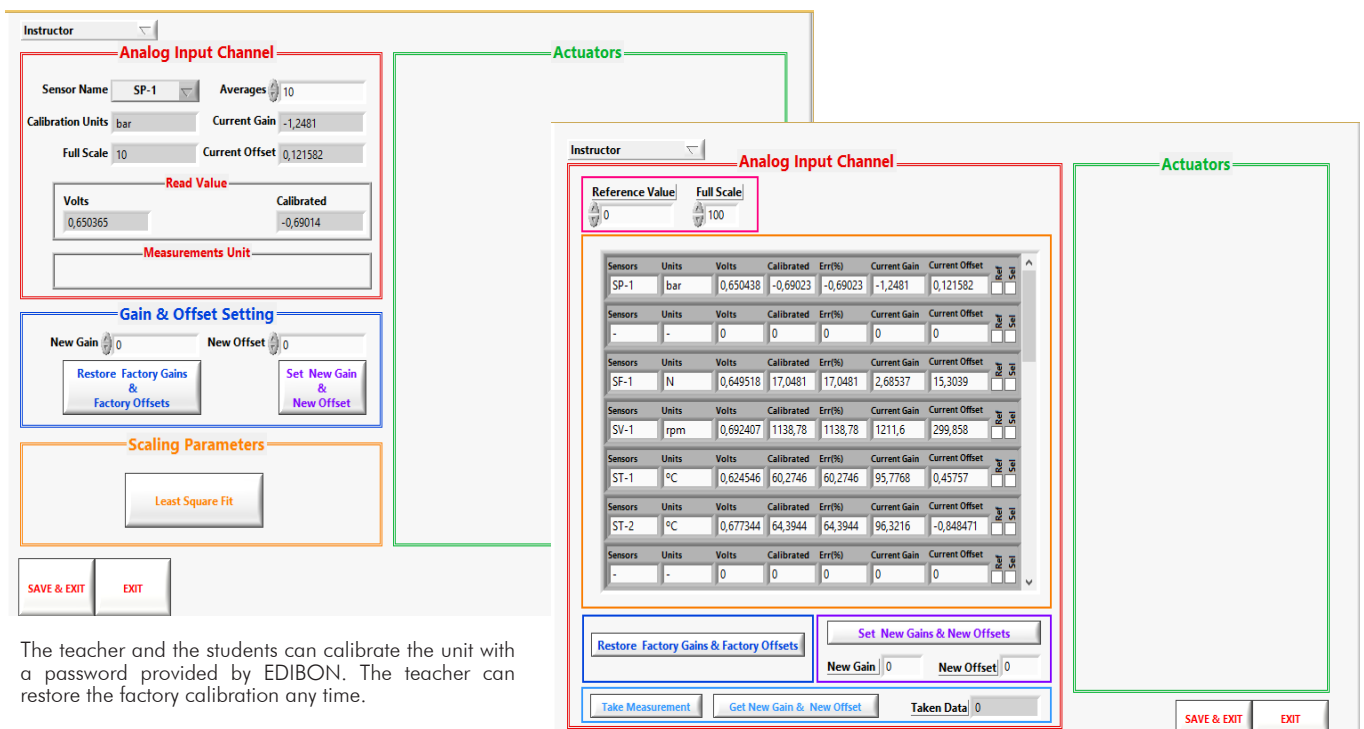 Instructor
Analog Input Channel
Sensor Name SP-1 Averages 10
Calibration Units bar Current Gain -1,2481
Full Scale 10 Current Offset 0,121582
Read Value
Volts Calibrated
0,650365 -0,69014
Measurements Unit
Gain & Offset Setting
New Gain 0 New Offset 0
Restore Factory Gains
&
Factory Offsets
Set New Gain
&
New Offset
Scaling Parameters
Least Square Fit
SAVE & EXIT EXIT
Actuators
The teacher and the students can calibrate the unit with
a password provided by EDIBON. The teacher can
restore the factory calibration any time.
Instructor
Analog Input Channel
Reference Value Full Scale
0 100
Sensors Units Volts Calibrated Err(%) Current Gain Current Offset Ref Sel
SP-1 bar 0,650438 -0,69023 -0,69023 -1,2481 0,121582
Sensors Units Volts Calibrated Err(%) Current Gain Current Offset Ref Sel
- - 0 0 0 0 0
Sensors Units Volts Calibrated Err(%) Current Gain Current Offset Ref Sel
SF-1 N 0,649518 17,0481 17,0481 2,68537 15,3039
Sensors Units Volts Calibrated Err(%) Current Gain Current Offset Ref Sel
SV-1 rpm 0,692407 1138,78 1138,78 1211,6 299,858
Sensors Units Volts Calibrated Err(%) Current Gain Current Offset Ref Sel
ST-1 ºC 0,624546 60,2746 60,2746 95,7768 0,45757
Sensors Units Volts Calibrated Err(%) Current Gain Current Offset Ref Sel
ST-2 ºC 0,677344 64,3944 64,3944 96,3216 -0,848471
Sensors Units Volts Calibrated Err(%) Current Gain Current Offset Ref Sel
- - 0 0 0 0 0
Restore Factory Gains & Factory Offsets
Set New Gains & New Offsets
New Gain 0 New Offset 0
Take Measurement Get New Gain & New Offset Taken Data 0
Actuators
SAVE & EXIT EXIT